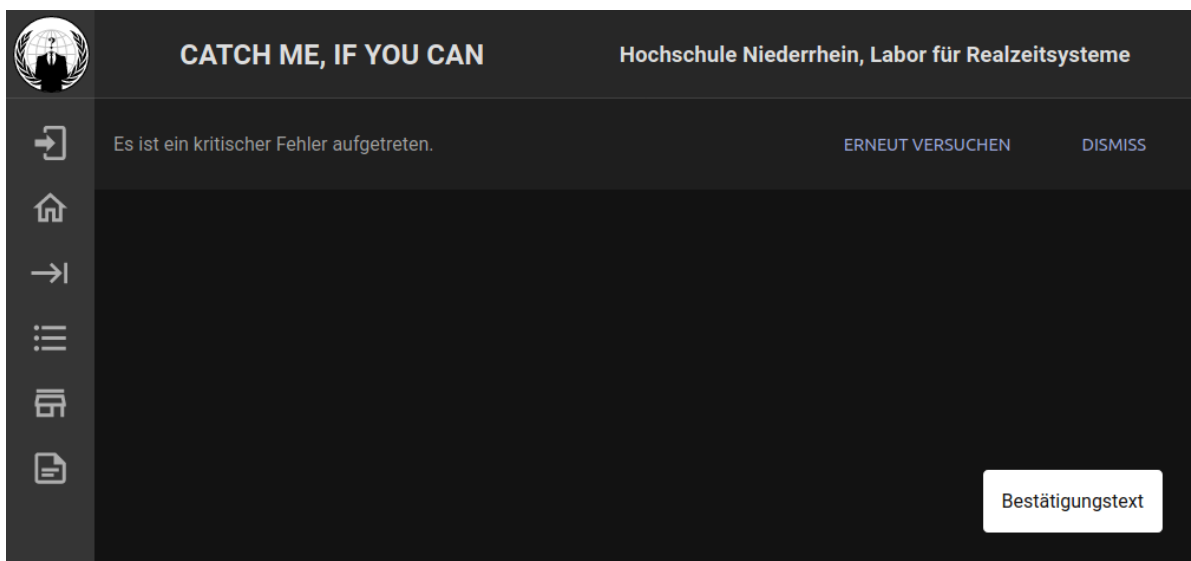 CATCH ME, IF YOU CAN
Hochschule Niederrhein, Labor für Realzeitsysteme
Es ist ein kritischer Fehler aufgetreten.
ERNEUT VERSUCHEN
DISMISS
Bestätigungstext